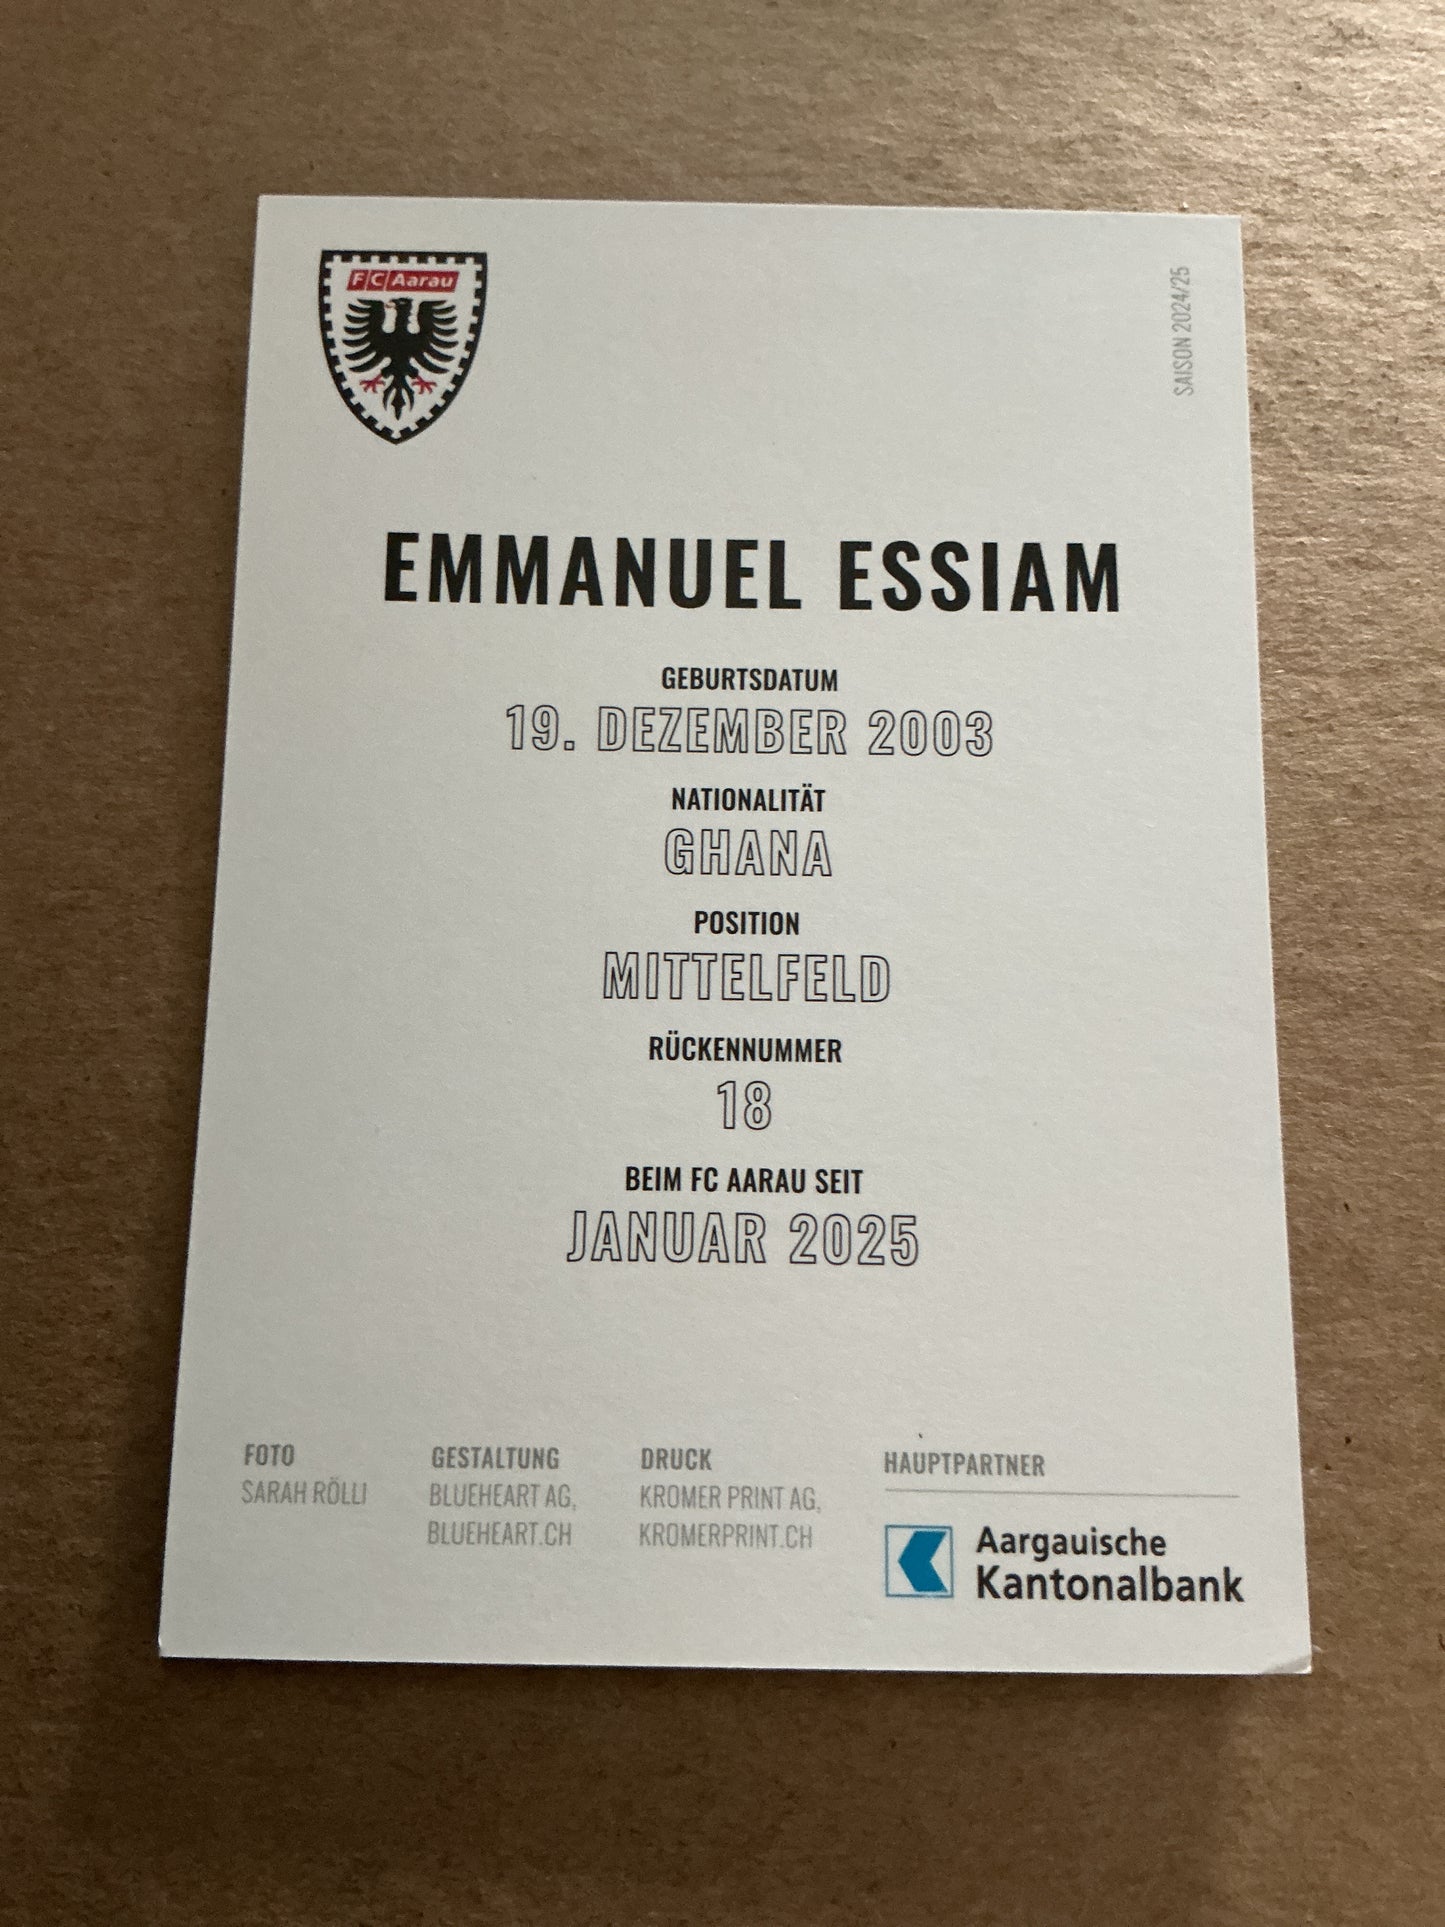 FC Aarau
SAISON 2024/25
EMMANUEL ESSIAM
GEBURTSDATUM
19. DEZEMBER 2003
NATIONALITÄT
GHANA
POSITION
MITTELFELD
RÜCKENNUMMER
18
BEIM FC AARAU SEIT
JANUAR 2025
FOTO
SARAH RÖLLI
GESTALTUNG
BLUEHEART AG,
BLUEHEART.CH
DRUCK
KROMER PRINT AG,
KROMERPRINT.CH
HAUPTPARTNER
Aargauische
Kantonalbank